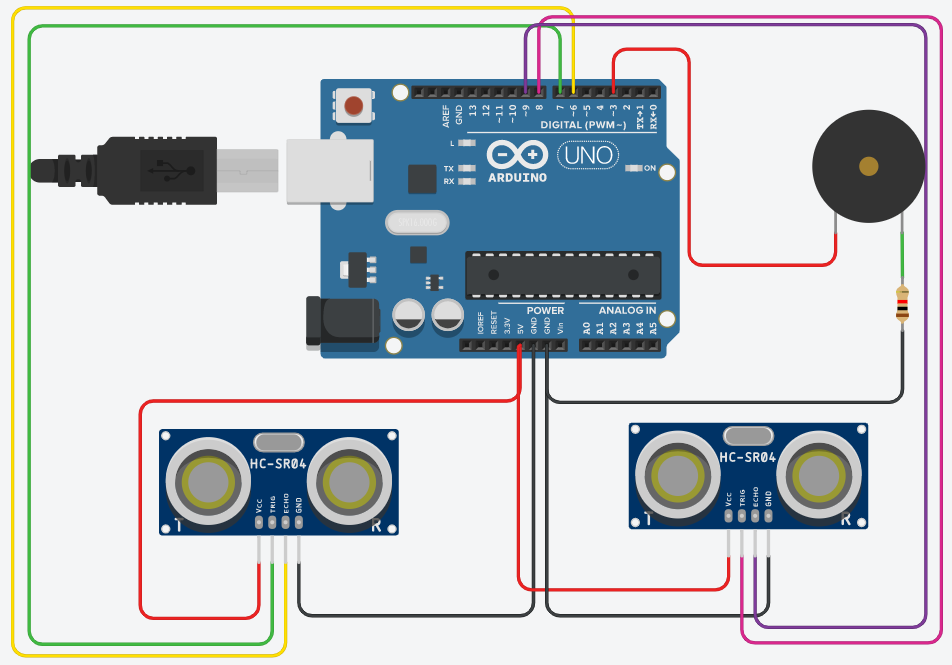 AREF
GND
13
12
~11
~10
~9
8
7
~6
~5
4
~3
2
TX→1
RX←0
DIGITAL (PWM~)
L
TX
RX
ARDUINO
UNO
ON
POWER
ANALOG IN
IOREF
RESET
3.3V
5V
GND
GND
Vin
A0
A1
A2
A3
A4
A5
HC-SR04
VCC
TRIG
ECHO
GND
T
R
HC-SR04
VCC
TRIG
ECHO
GND
T
R